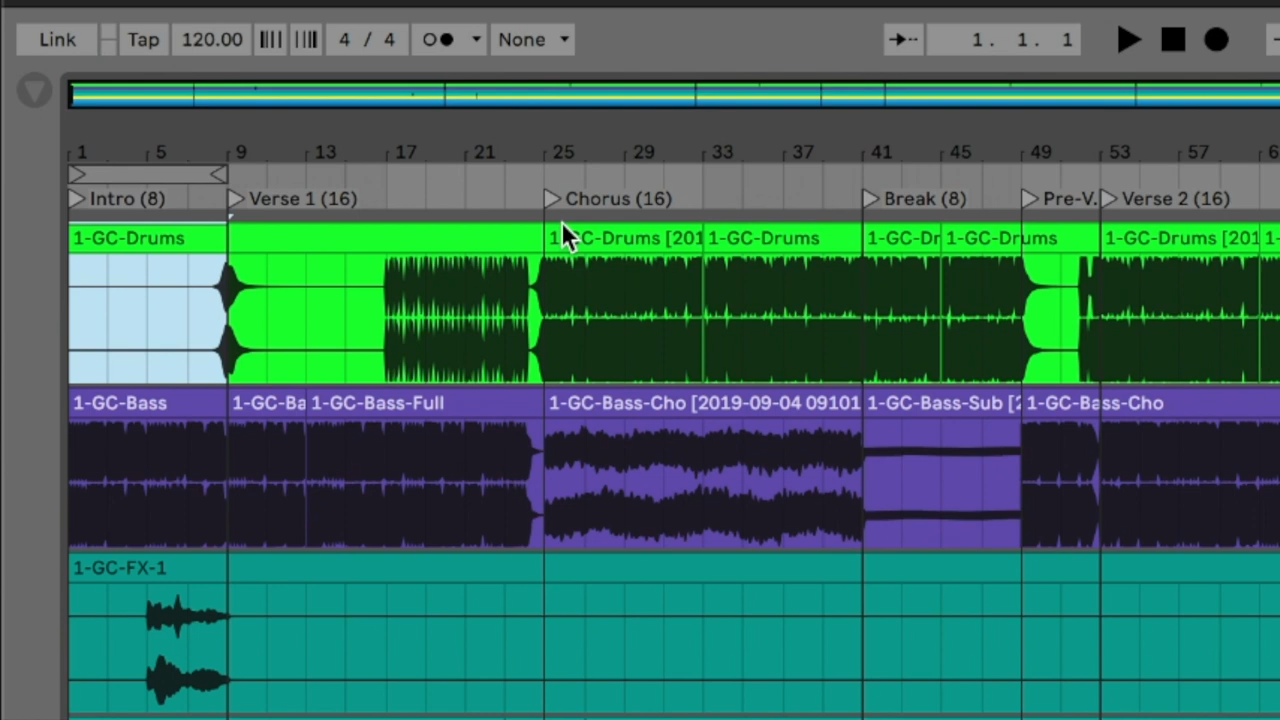 Link Tap 120.00 4 / 4 None 1. 1. 1
1 5 9 13 17 21 25 29 33 37 41 45 49 53 57 6
Intro (8) Verse 1 (16) Chorus (16) Break (8) Pre-V. Verse 2 (16)
1-GC-Drums 1 C-Drums [201 1-GC-Drums 1-GC-Dr 1-GC-Drums 1-GC-Drums [201 1-
1-GC-Bass 1-GC-Ba 1-GC-Bass-Full 1-GC-Bass-Cho [2019-09-04 09101 1-GC-Bass-Sub [2 1-GC-Bass-Cho
1-GC-FX-1